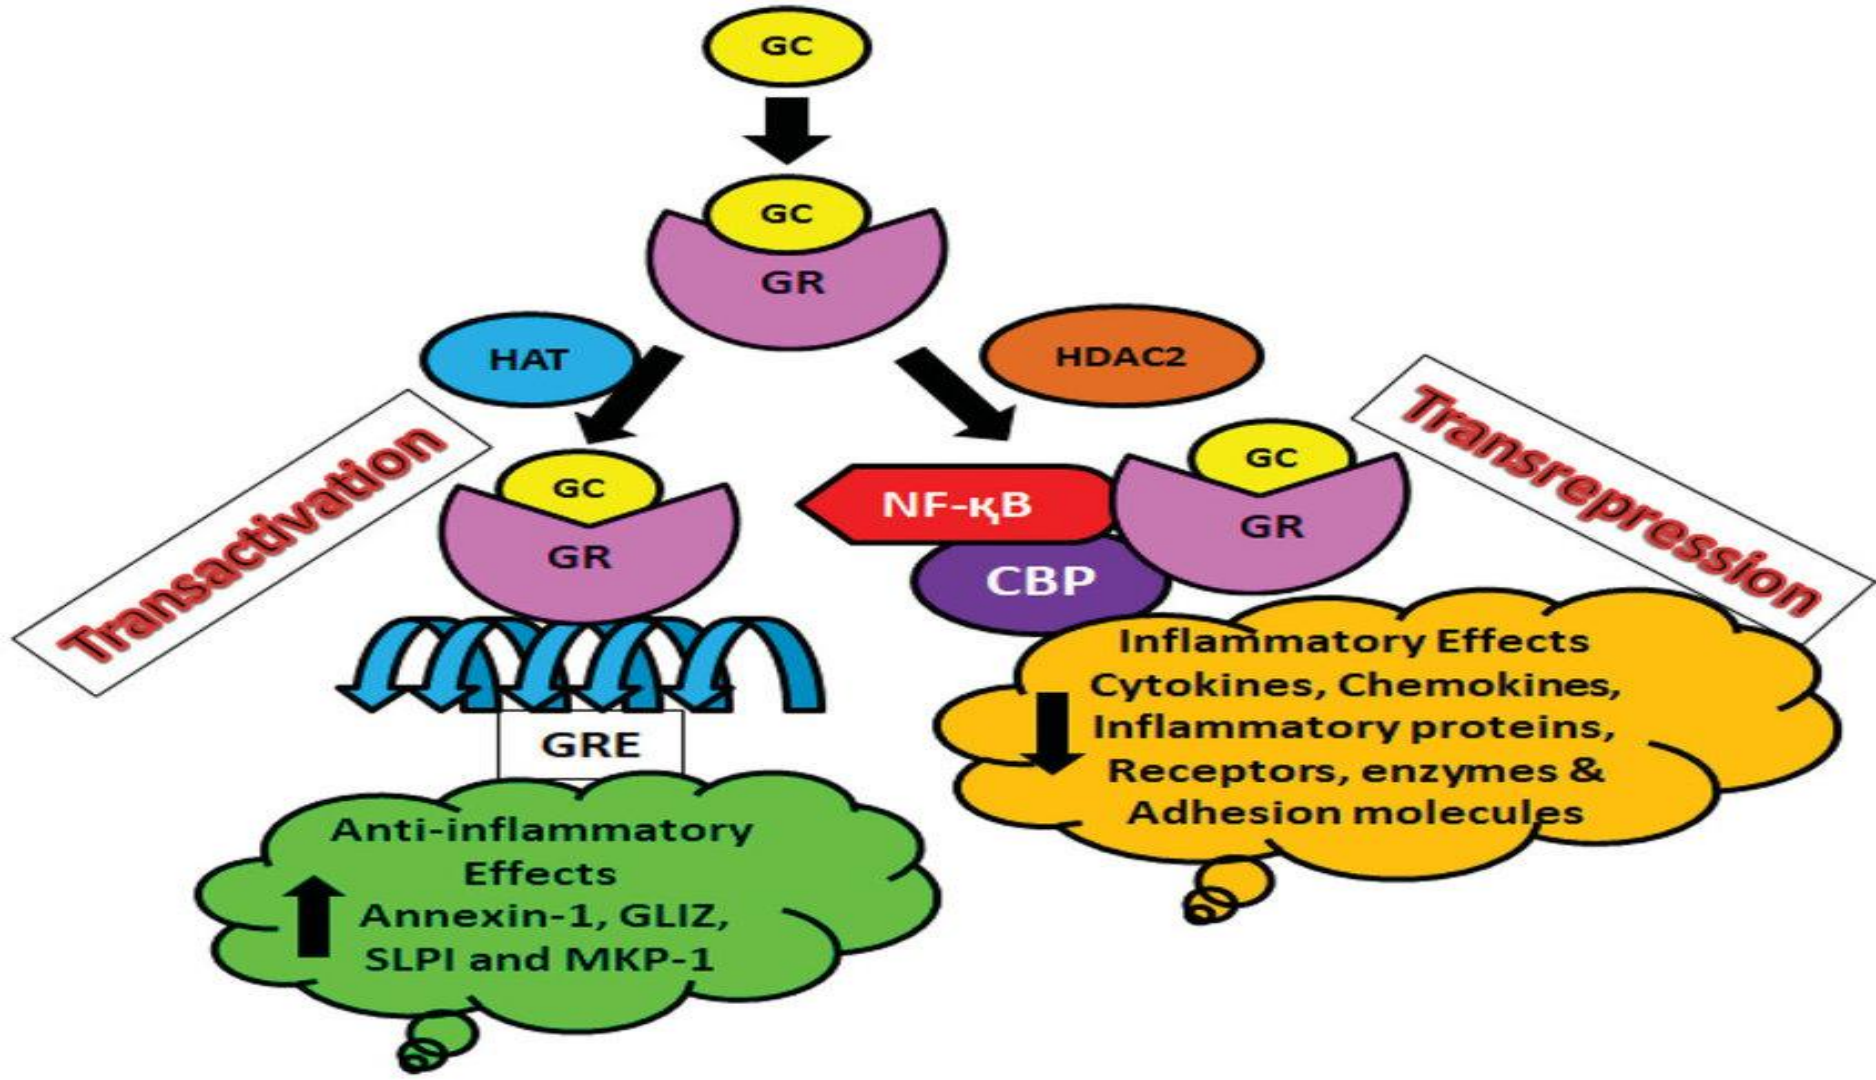 GC
GC
GR
HAT
HDAC2
Transactivation
Transrepression
GC
GR
NF-қB
GC
GR
CBP
GRE
Inflammatory Effects
Cytokines, Chemokines,
Inflammatory proteins,
Receptors, enzymes &
Adhesion molecules
Anti-inflammatory
Effects
Annexin-1, GLIZ,
SLPI and MKP-1